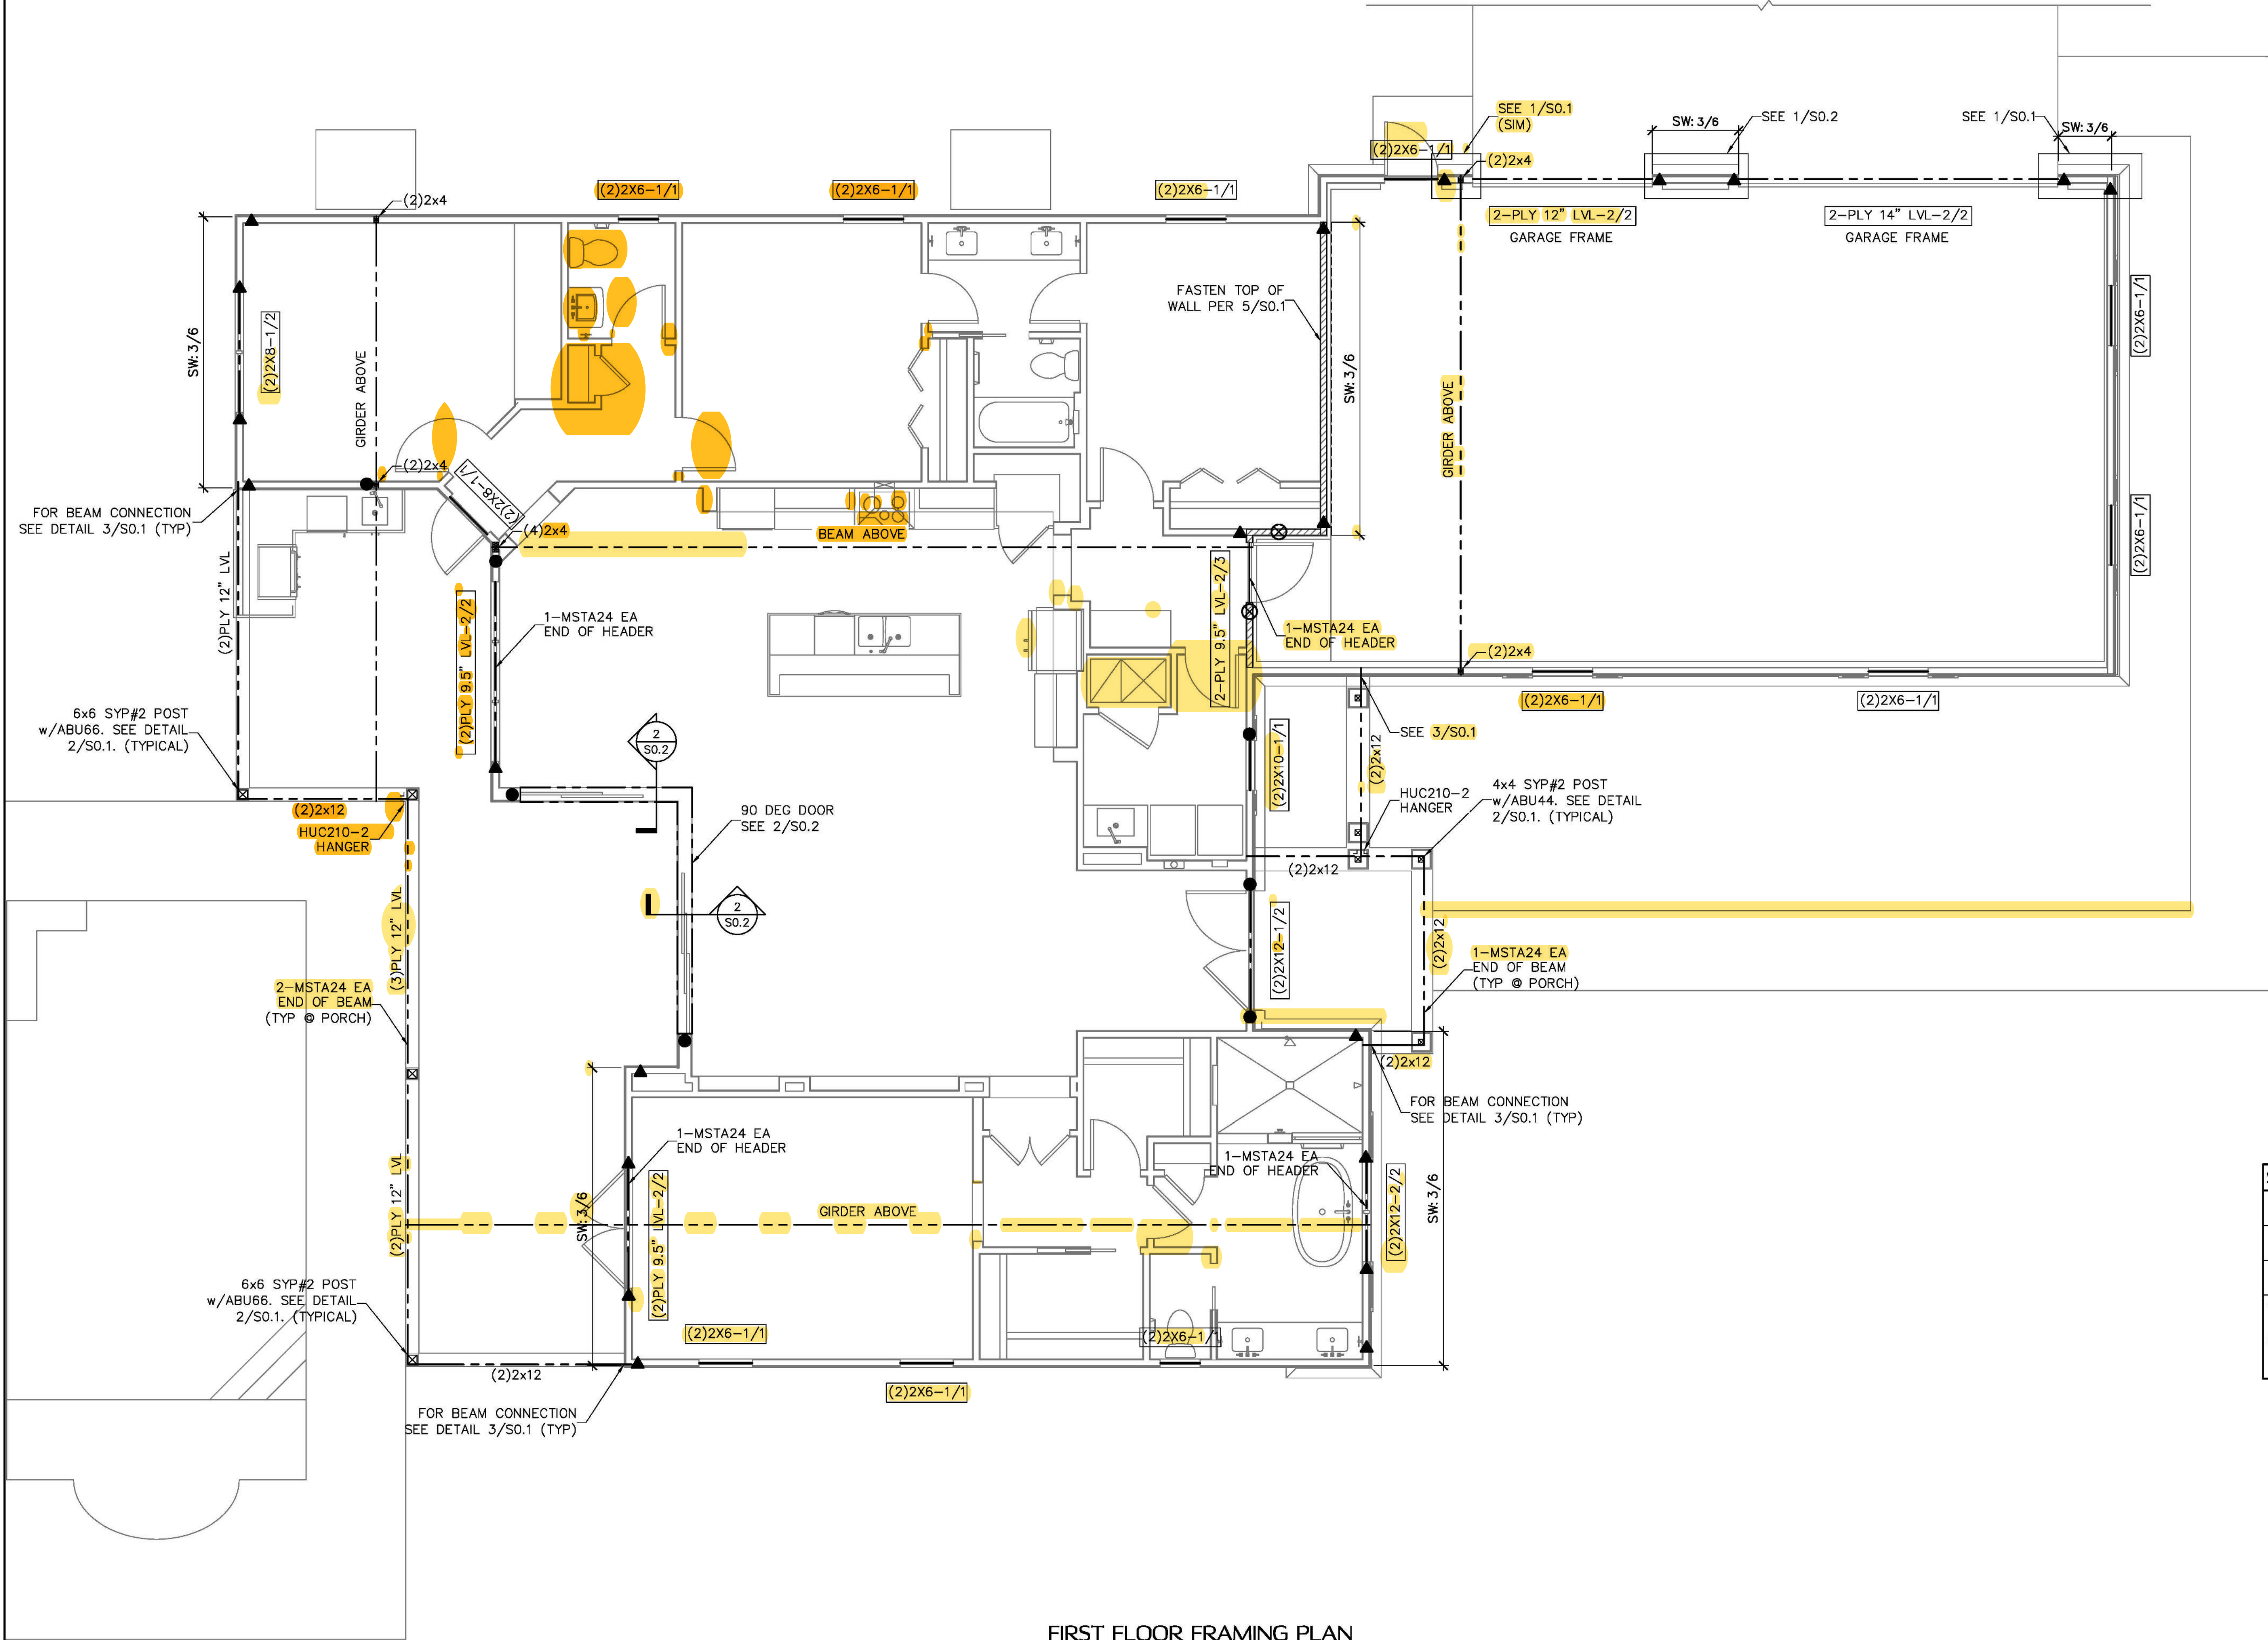 SEE 1/S0.1
(SIM)
SW: 3/6
SEE 1/S0.2
SEE 1/S0.1
SW: 3/6
(2)2X6-1/1
(2)2x4
(2)2X6-1/1
(2)2X6-1/1
(2)2X6-1/1
(2)2x4
2-PLY 12" LVL-2/2
GARAGE FRAME
2-PLY 14" LVL-2/2
GARAGE FRAME
SW: 3/6
(2)2X8-1/2
GIRDER ABOVE
FASTEN TOP OF
WALL PER 5/S0.1
SW: 3/6
GIRDER ABOVE
(2)2X6-1/1
(2)2X6-1/1
(2)2x4
(2)2X8-1/1
FOR BEAM CONNECTION
SEE DETAIL 3/S0.1 (TYP)
(4)2x4
BEAM ABOVE
(2)PLY 12" LVL
(2)PLY 9.5" LVL-2/2
1-MSTA24 EA
END OF HEADER
2-PLY 9.5" LVL-2/3
1-MSTA24 EA
END OF HEADER
(2)2x4
(2)2X6-1/1
(2)2X6-1/1
6x6 SYP#2 POST
w/ABU66. SEE DETAIL
2/S0.1. (TYPICAL)
2
S0.2
SEE 3/S0.1
(2)2X10-1/1
(2)2x12
HUC210-2
HANGER
4x4 SYP#2 POST
w/ABU44. SEE DETAIL
2/S0.1. (TYPICAL)
(2)2x12
HUC210-2
HANGER
90 DEG DOOR
SEE 2/S0.2
(2)2x12
(3)PLY 12" LVL
2
S0.2
(2)2X12-1/2
(2)2x12
1-MSTA24 EA
END OF BEAM
(TYP @ PORCH)
2-MSTA24 EA
END OF BEAM
(TYP @ PORCH)
(2)2x12
FOR BEAM CONNECTION
SEE DETAIL 3/S0.1 (TYP)
1-MSTA24 EA
END OF HEADER
1-MSTA24 EA
END OF HEADER
(2)PLY 12" LVL
SW: 3/6
(2)PLY 9.5" LVL-2/2
GIRDER ABOVE
(2)2X12-2/2
SW: 3/6
6x6 SYP#2 POST
w/ABU66. SEE DETAIL
2/S0.1. (TYPICAL)
(2)2X6-1/1
(2)2X6-1/1
(2)2x12
(2)2X6-1/1
FOR BEAM CONNECTION
SEE DETAIL 3/S0.1 (TYP)
FIRST FLOOR FRAMING PLAN